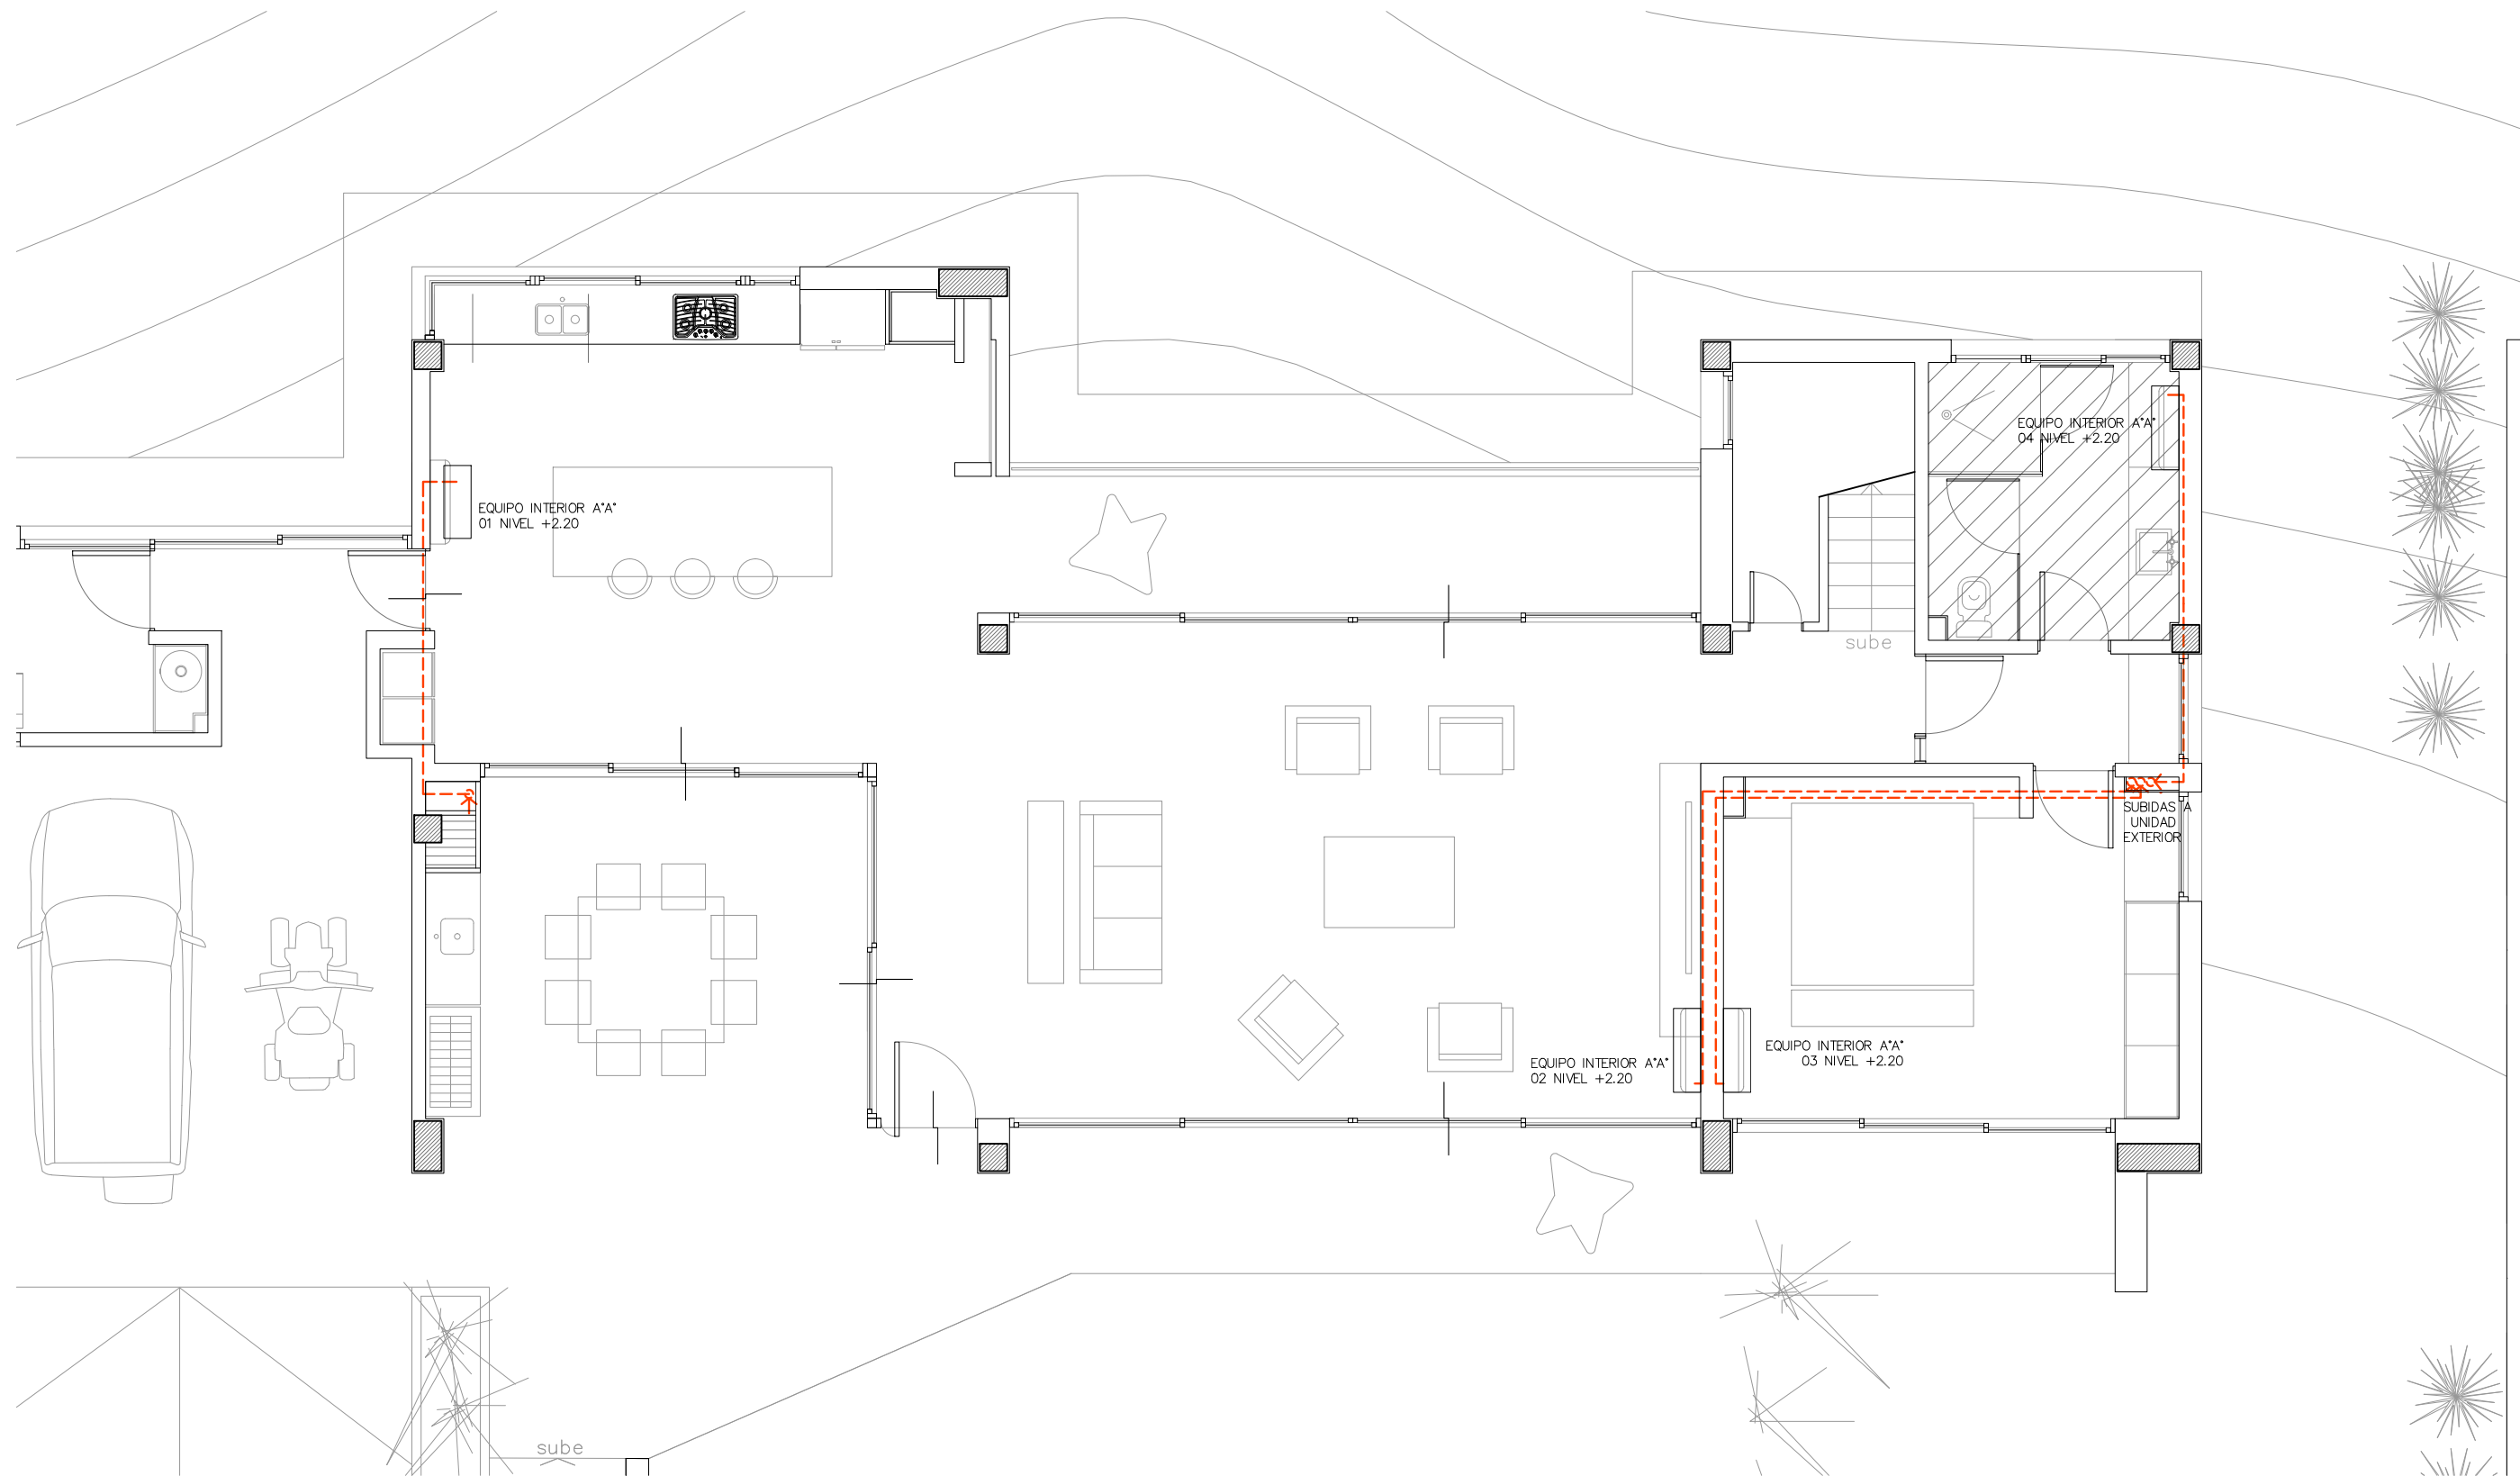 EQUIPO INTERIOR A"A"
04 NIVEL +2.20
EQUIPO INTERIOR A"A"
01 NIVEL +2.20
sube
SUBIDAS A
UNIDAD
EXTERIOR
EQUIPO INTERIOR A"A"
03 NIVEL +2.20
EQUIPO INTERIOR A"A"
02 NIVEL +2.20
sube